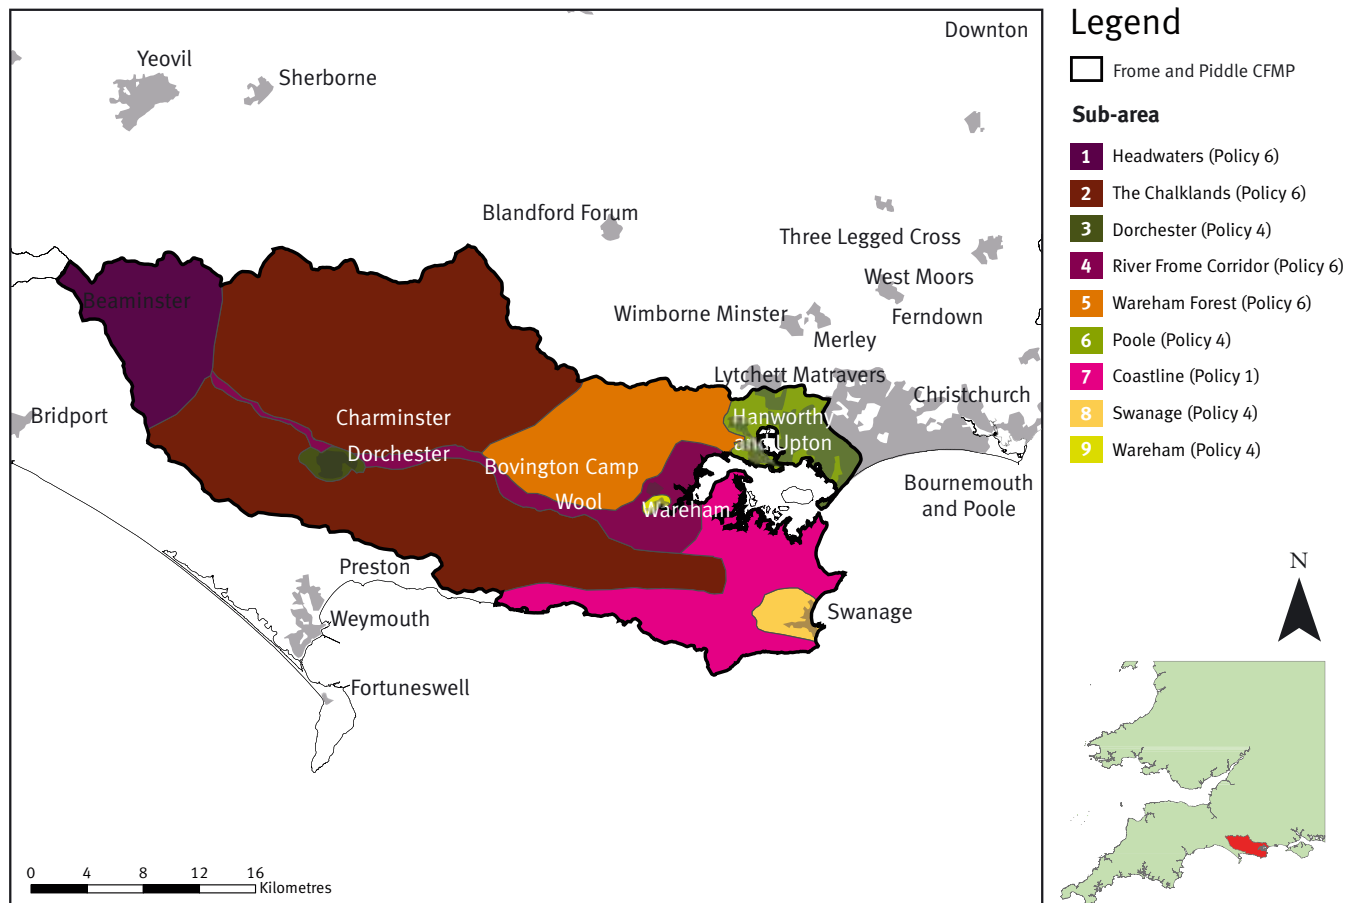 Downton
Yeovil
Sherborne
Blandford Forum
Three Legged Cross
West Moors
Wimborne Minster
Ferndown
Merley
Beaminster
Lytchett Matravers
Christchurch
Bridport
Charminster
Hanworthy
and Upton
Dorchester
Bovington Camp
Wool
Wareham
Bournemouth
and Poole
Preston
Weymouth
Swanage
Fortuneswell
0 4 8 12 16
Kilometres
Legend
Frome and Piddle CFMP
Sub-area
1 Headwaters (Policy 6)
2 The Chalklands (Policy 6)
3 Dorchester (Policy 4)
4 River Frome Corridor (Policy 6)
5 Wareham Forest (Policy 6)
6 Poole (Policy 4)
7 Coastline (Policy 1)
8 Swanage (Policy 4)
9 Wareham (Policy 4)
N